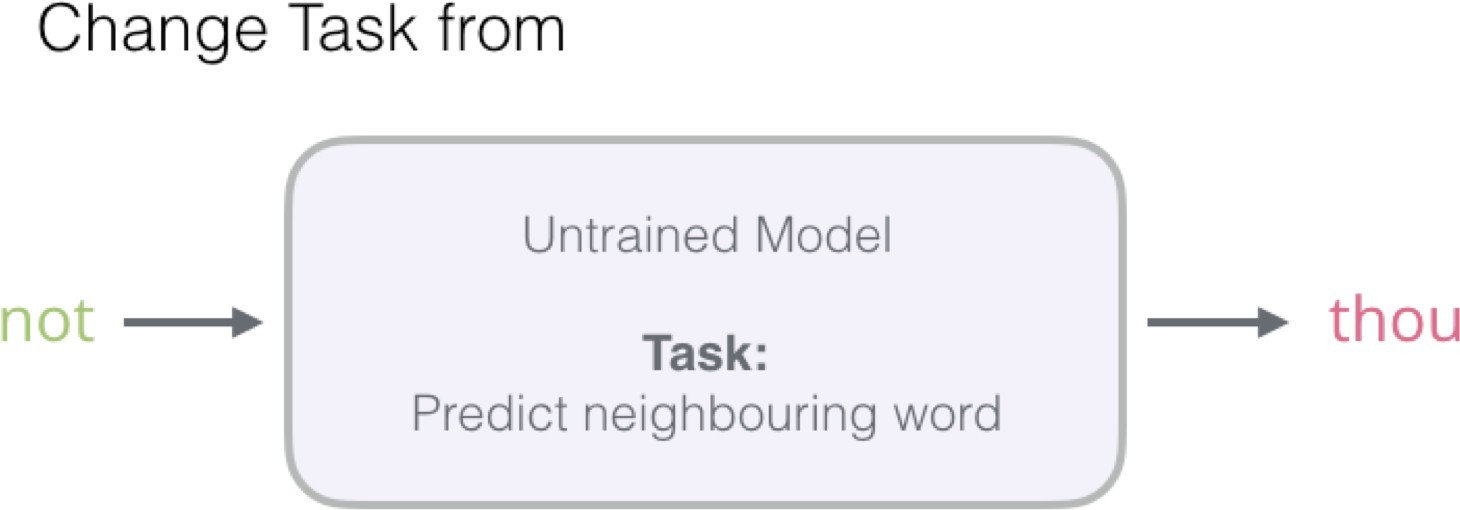 Change Task from
Untrained Model
not
thou
Task:
Predict neighbouring word